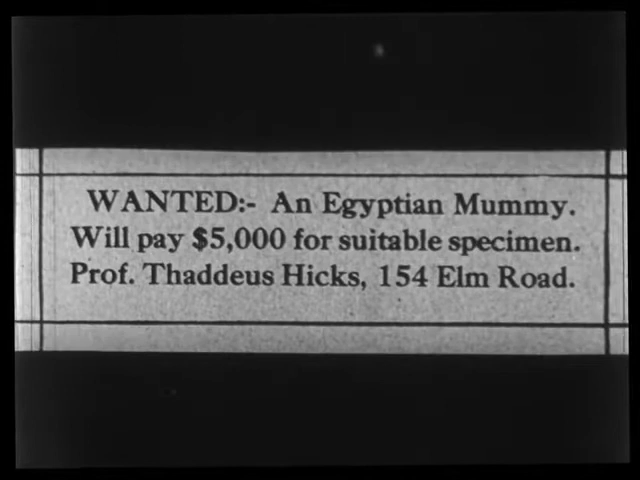 WANTED:- An Egyptian Mummy.
Will pay $5,000 for suitable specimen.
Prof. Thaddeus Hicks, 154 Elm Road.